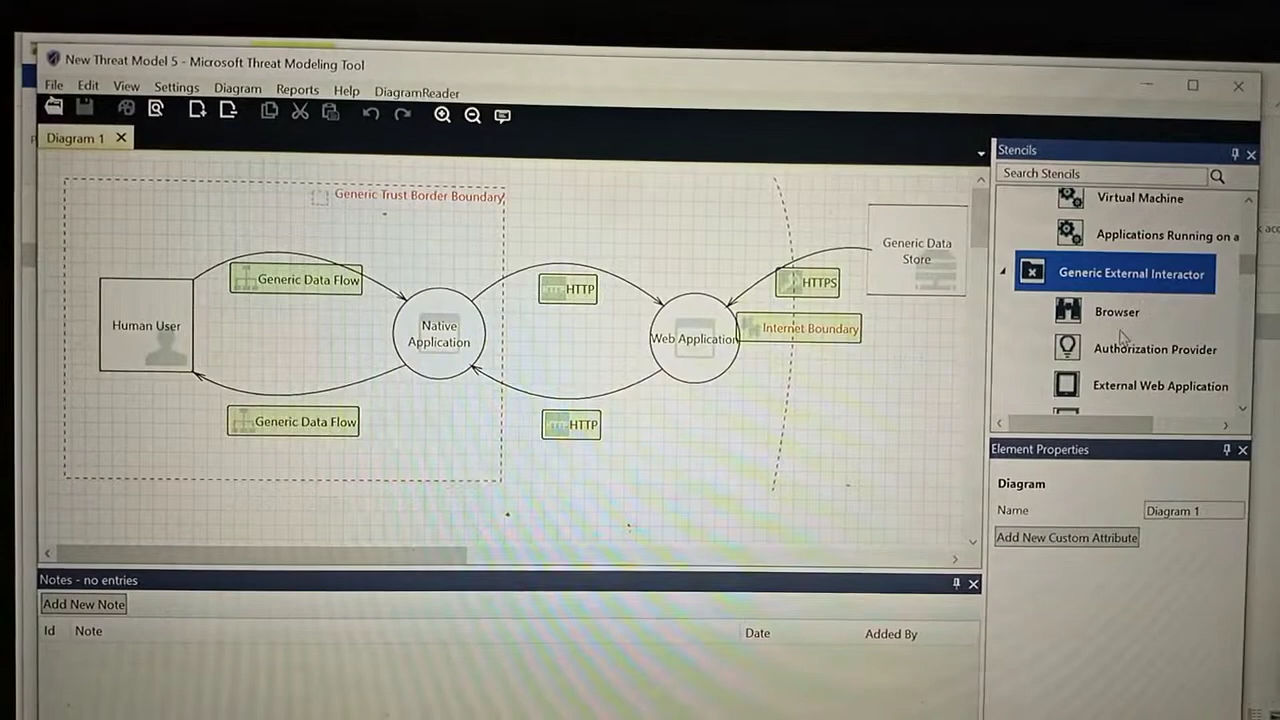 New Threat Model 5 - Microsoft Threat Modeling Tool
File Edit View Settings Diagram Reports Help DiagramReader
Diagram 1
Generic Trust Border Boundary
Generic Data Flow
Human User
Native
Application
Generic Data Flow
HTTP
HTTP
Web Application
Generic Data
Store
HTTPS
Internet Boundary
Stencils
Search Stencils
Virtual Machine
Applications Running on a
Generic External Interactor
Browser
Authorization Provider
External Web Application
Element Properties
Diagram
Name Diagram 1
Add New Custom Attribute
Notes - no entries
Add New Note
Id Note Date Added By